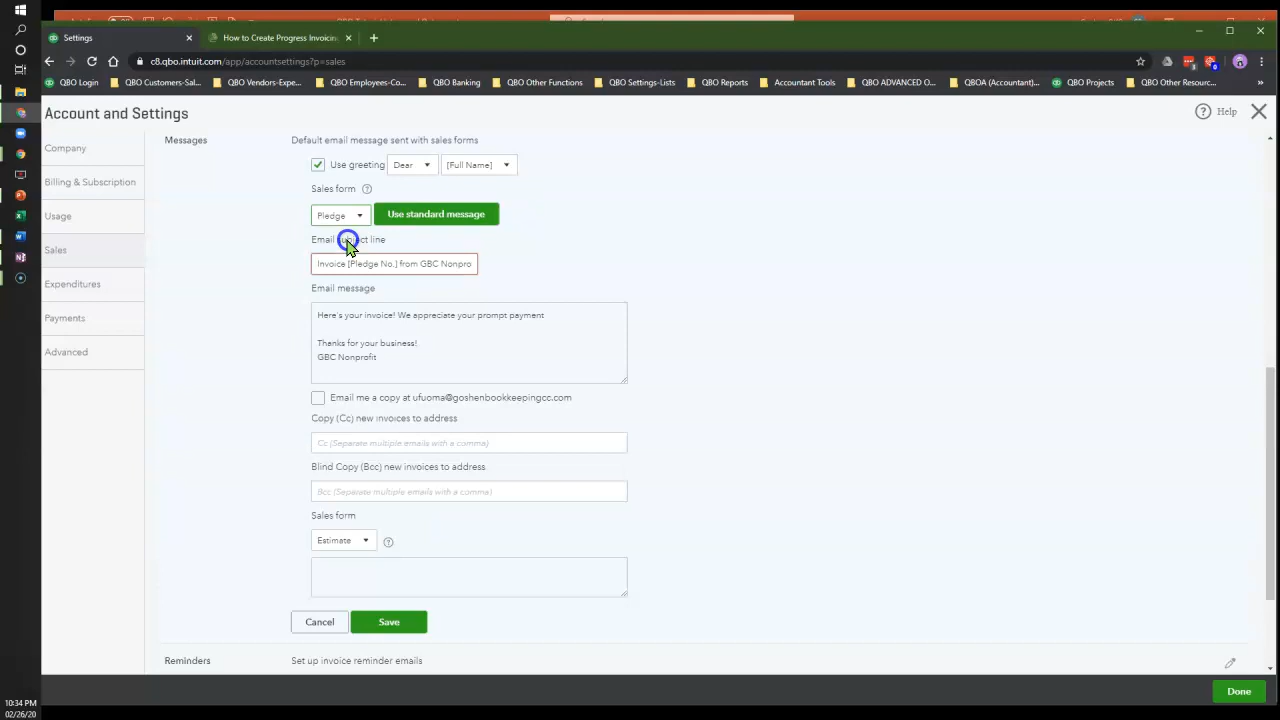 Settings
How to Create Progress Invoicin
c8.qbo.intuit.com/app/accountsettings?p=sales
QBO Login
QBO Customers-Sal...
QBO Vendors-Expe...
QBO Employees-Co...
QBO Banking
QBO Other Functions
QBO Settings-Lists
QBO Reports
Accountant Tools
QBO ADVANCED O...
QBOA (Accountant)...
QBO Projects
QBO Other Resour...
Account and Settings
Help
Company
Billing & Subscription
Usage
Sales
Expenditures
Payments
Advanced
Messages
Default email message sent with sales forms
Use greeting Dear [Full Name]
Sales form
Pledge
Use standard message
Email subject line
Invoice [Pledge No.] from GBC Nonpro
Email message
Here's your invoice! We appreciate your prompt payment
Thanks for your business!.
GBC Nonprofit
Email me a copy at ufuoma@goshenbookkeepingcc.com
Copy (Cc) new invoices to address
Cc (Separate multiple emails with a comma)
Blind Copy (Bcc) new invoices to address
Bcc (Separate multiple emails with a comma)
Sales form
Estimate
Cancel
Save
Reminders
Set up invoice reminder emails
Done
10:34 PM
02/26/20